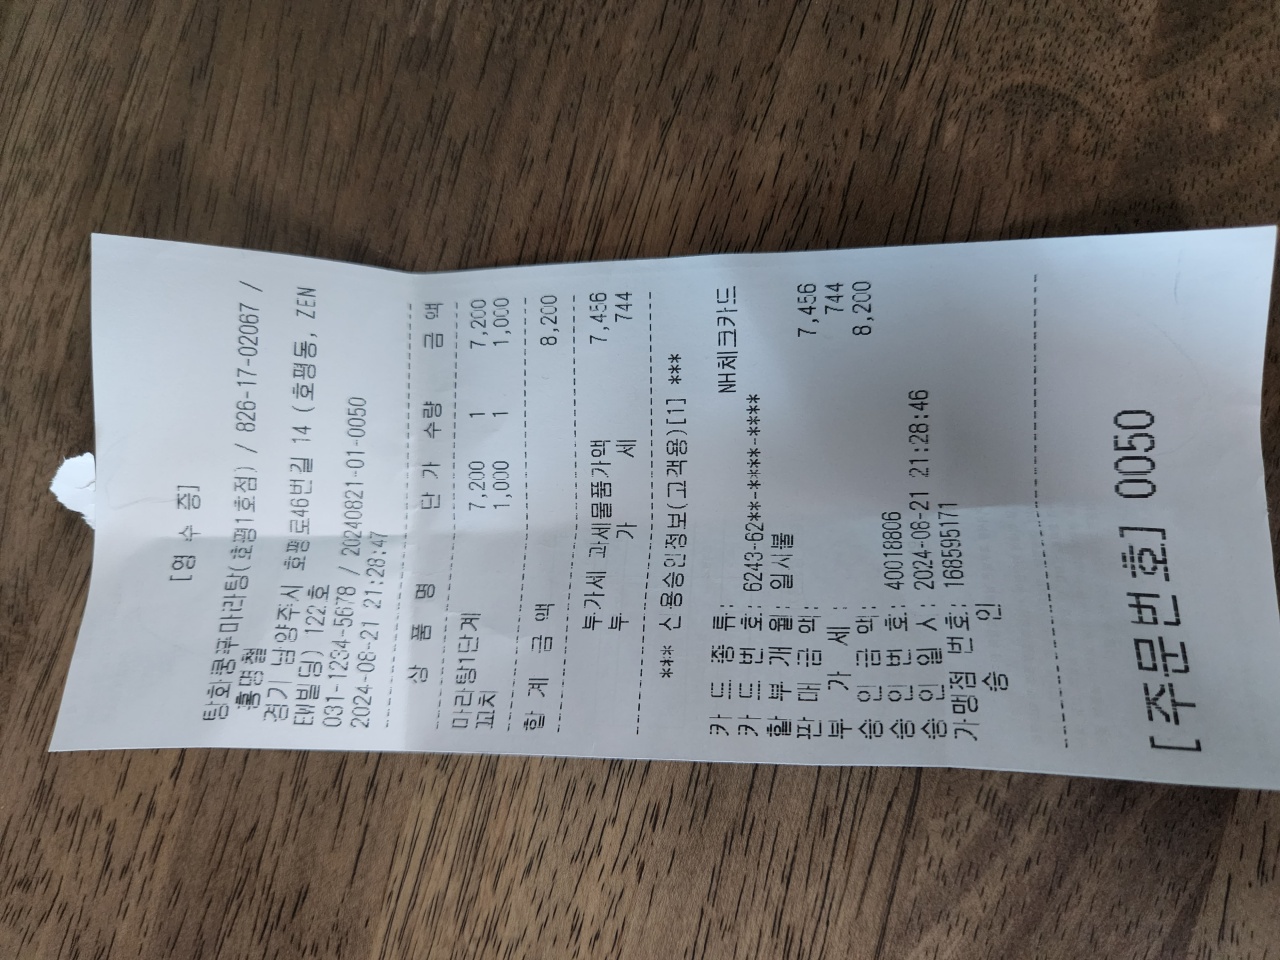 [영 수 증]
탕화쿵푸마라탕(호평1호점) / 826-17-02067 /
홍명철
경기 남양주시 호평로46번길 14 (호평동, ZEN
EW빌딩) 122호
031-1234-5678 / 20240821-01-0050
2024-08-21 21:28:47
상 품 명 단 가 수량 금 액
마라탕1단계 7,200 1 7,200
꼬치 1,000 1 1,000
합 계 금 액 8,200
부가세 과세물품가액 7,456
부 가 세 744
*** 신용승인정보(고객용)[1] ***
카 드 종 류: NH체크카드
카 드 번 호: 6243-62**-****-****
할 부 개 월: 일시불
판 매 금 액: 7,456
부 가 세 : 744
승 인 금 액: 8,200
승 인 번 호: 40018806
승 인 일 시: 2024-08-21 21:28:46
가맹점 번호: 168595171
승 인
[주문번호] 0050